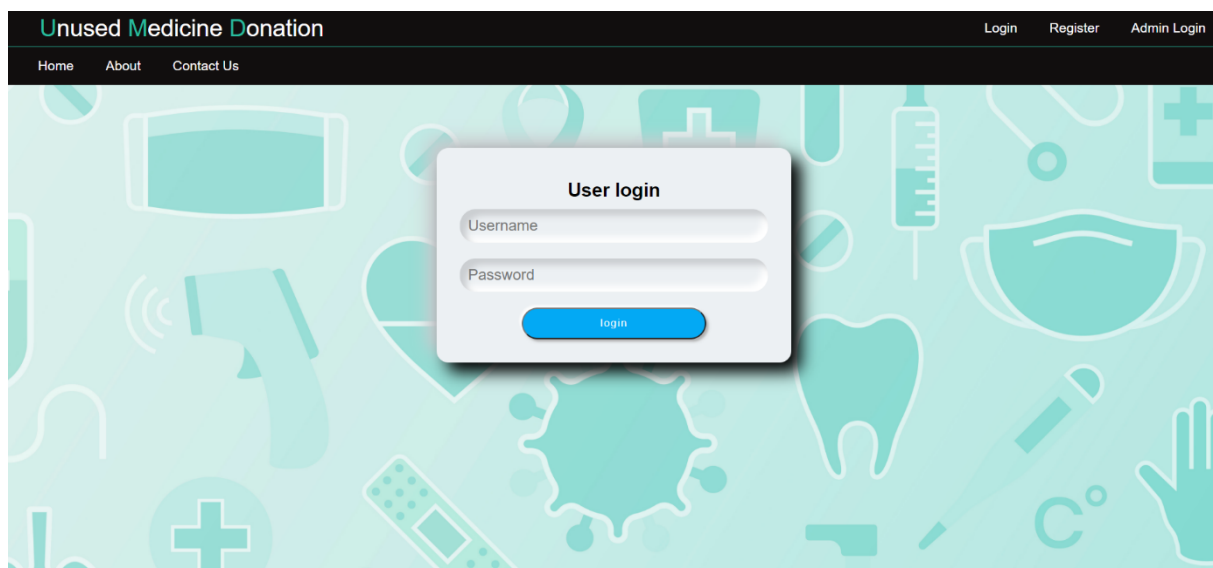 Unused Medicine Donation
Login Register Admin Login
Home About Contact Us
User login
Username
Password
login
C°